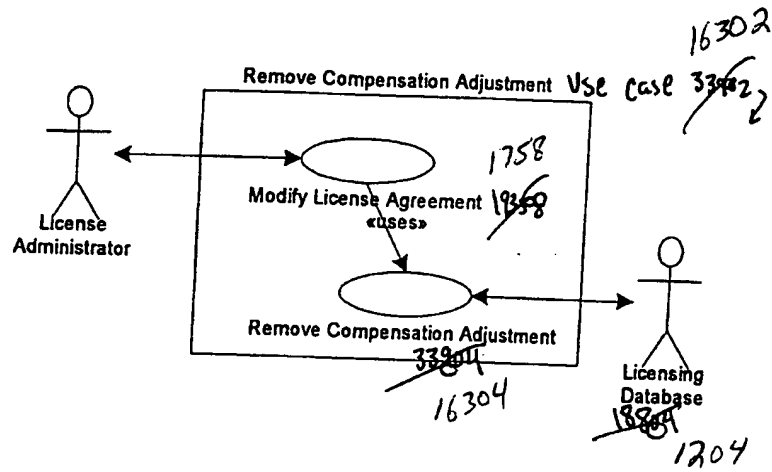 16302
Remove Compensation Adjustment Use case
1758
Modify License Agreement
«uses»
License
Administrator
Remove Compensation Adjustment
16304
Licensing
Database
1204